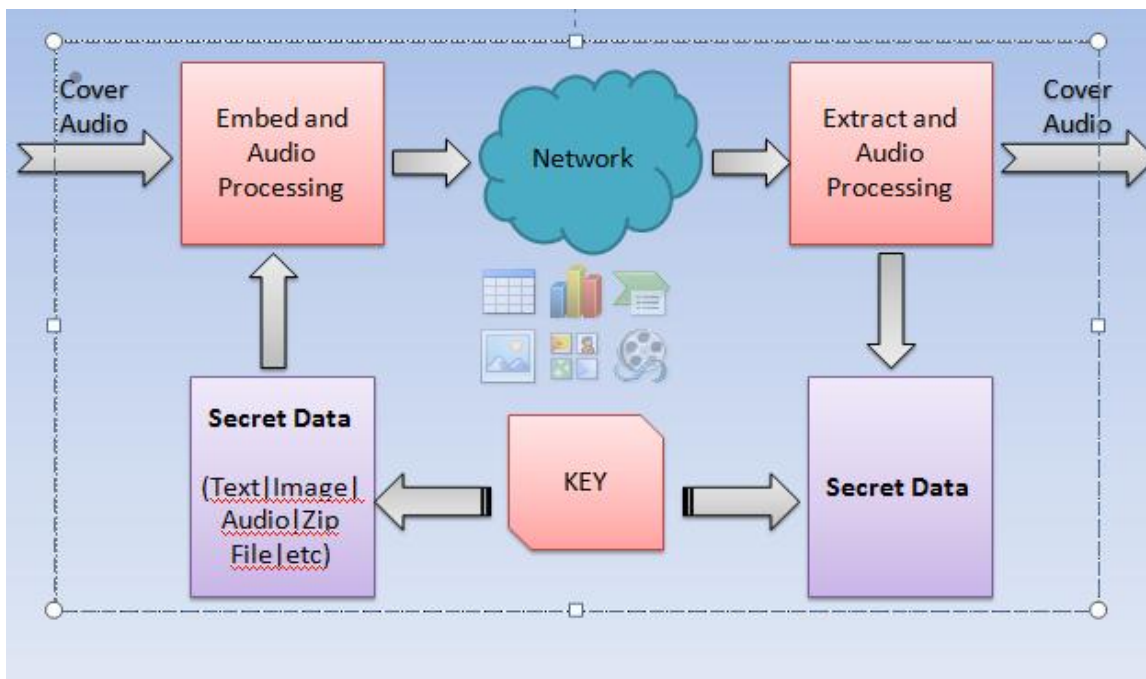 Cover
Audio
Embed and
Audio
Processing
Network
Extract and
Audio
Processing
Cover
Audio
Secret Data
(Text|Image|
Audio|Zip
File|etc)
KEY
Secret Data